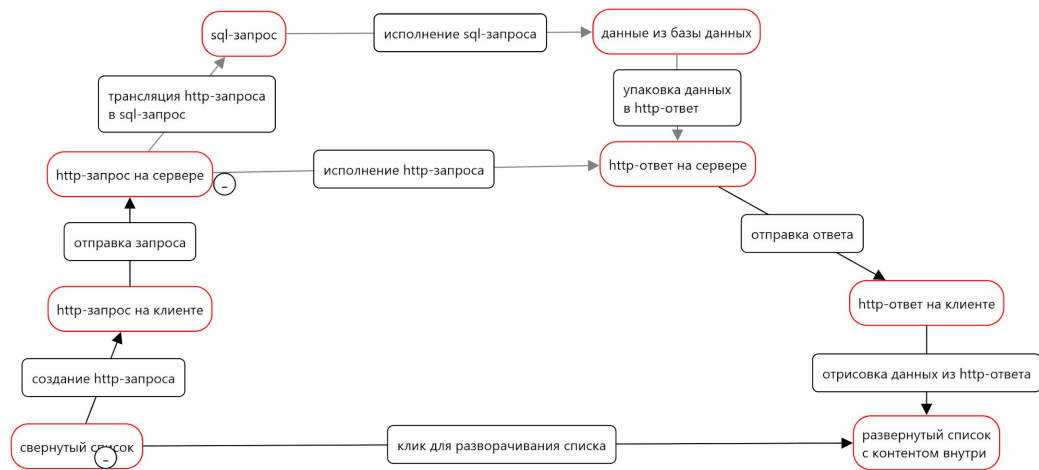 sql-запрос
исполнение sql-запроса
данные из базы данных
трансляция http-запроса
в sql-запрос
упаковка данных
в http-ответ
http-запрос на сервере
исполнение http-запроса
http-ответ на сервере
отправка запроса
отправка ответа
http-запрос на клиенте
http-ответ на клиенте
создание http-запроса
отрисовка данных из http-ответа
свернутый список
клик для разворачивания списка
развернутый список
с контентом внутри